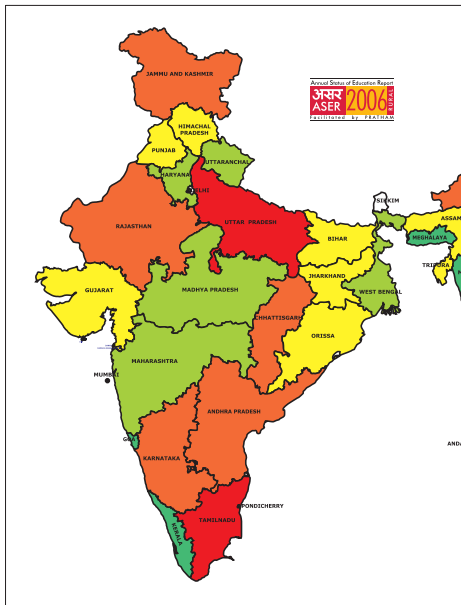 JAMMU AND KASHMIR
Annual Status of Education Report
असर
ASER
2006
RURAL
Facilitated by PRATHAM
HIMACHAL
PRADESH
PUNJAB
UTTARANCHAL
HARYANA
DELHI
SIKKIM
ASSAM
RAJASTHAN
UTTAR PRADESH
BIHAR
MEGHALAYA
TRIPURA
GUJARAT
MADHYA PRADESH
JHARKHAND
WEST BENGAL
CHHATTISGARH
ORISSA
MAHARASHTRA
MUMBAI
ANDHRA PRADESH
GOA
KARNATAKA
ANDA
PONDICHERRY
TAMILNADU
KERALA